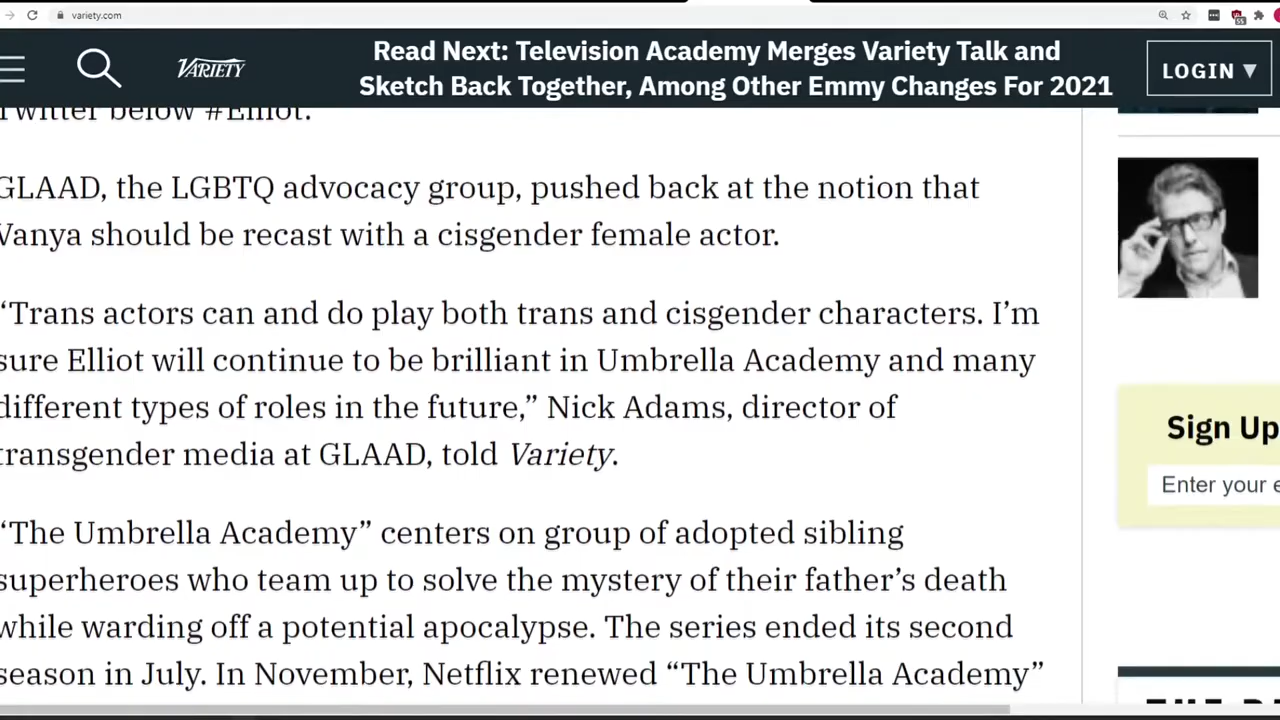 variety.com
Read Next: Television Academy Merges Variety Talk and
Sketch Back Together, Among Other Emmy Changes For 2021
VARIETY
LOGIN ▼
Twitter below #Elliot.
GLAAD, the LGBTQ advocacy group, pushed back at the notion that
Vanya should be recast with a cisgender female actor.
“Trans actors can and do play both trans and cisgender characters. I’m
sure Elliot will continue to be brilliant in Umbrella Academy and many
different types of roles in the future,” Nick Adams, director of
transgender media at GLAAD, told Variety.
“The Umbrella Academy” centers on group of adopted sibling
superheroes who team up to solve the mystery of their father’s death
while warding off a potential apocalypse. The series ended its second
season in July. In November, Netflix renewed “The Umbrella Academy”
Sign Up
Enter your e